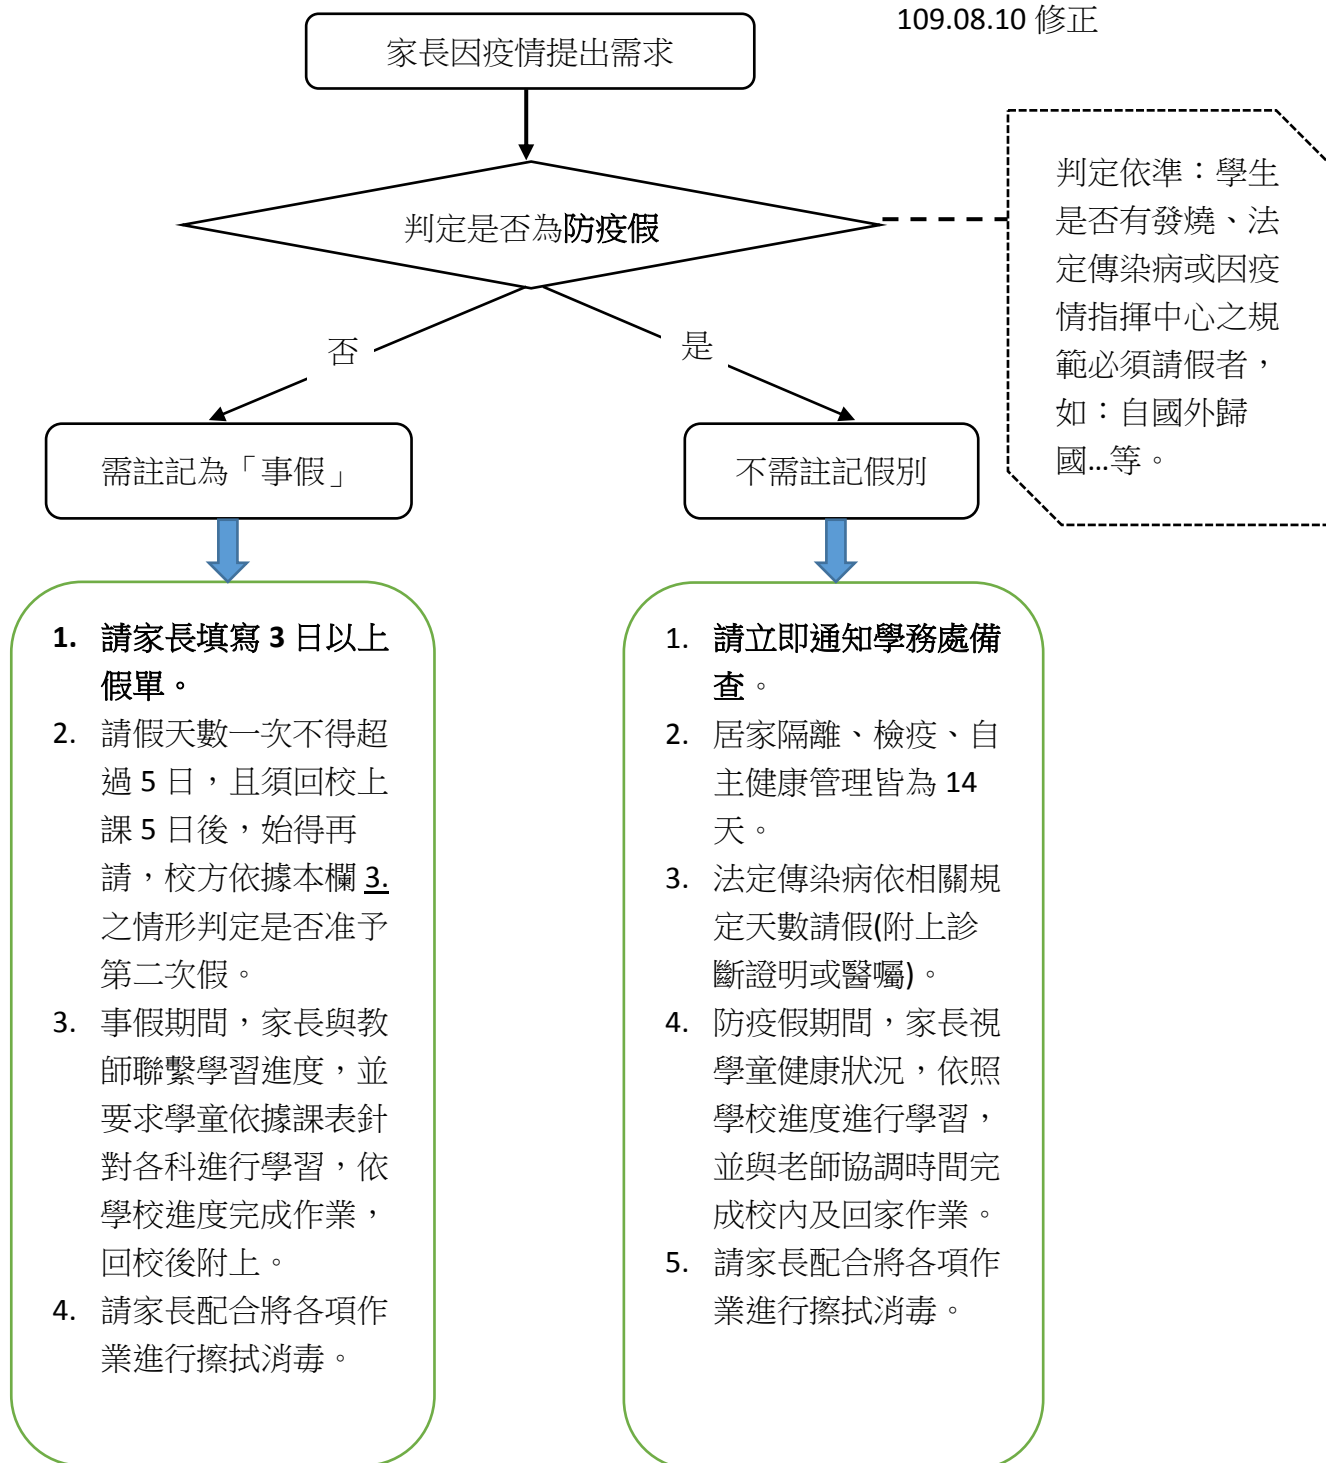 109.08.10 修正
家長因疫情提出需求
判定是否為防疫假
判定依準：學生
是否有發燒、法
定傳染病或因疫
情指揮中心之規
範必須請假者，
如：自國外歸
國…等。
否
是
需註記為「事假」
不需註記假別
1. 請家長填寫 3 日以上
假單。
2. 請假天數一次不得超
過 5 日，且須回校上
課 5 日後，始得再
請，校方依據本欄 3.
之情形判定是否准予
第二次假。
3. 事假期間，家長與教
師聯繫學習進度，並
要求學童依據課表針
對各科進行學習，依
學校進度完成作業，
回校後附上。
4. 請家長配合將各項作
業進行擦拭消毒。
1. 請立即通知學務處備
查。
2. 居家隔離、檢疫、自
主健康管理皆為 14
天。
3. 法定傳染病依相關規
定天數請假(附上診
斷證明或醫囑)。
4. 防疫假期間，家長視
學童健康狀況，依照
學校進度進行學習，
並與老師協調時間完
成校內及回家作業。
5. 請家長配合將各項作
業進行擦拭消毒。